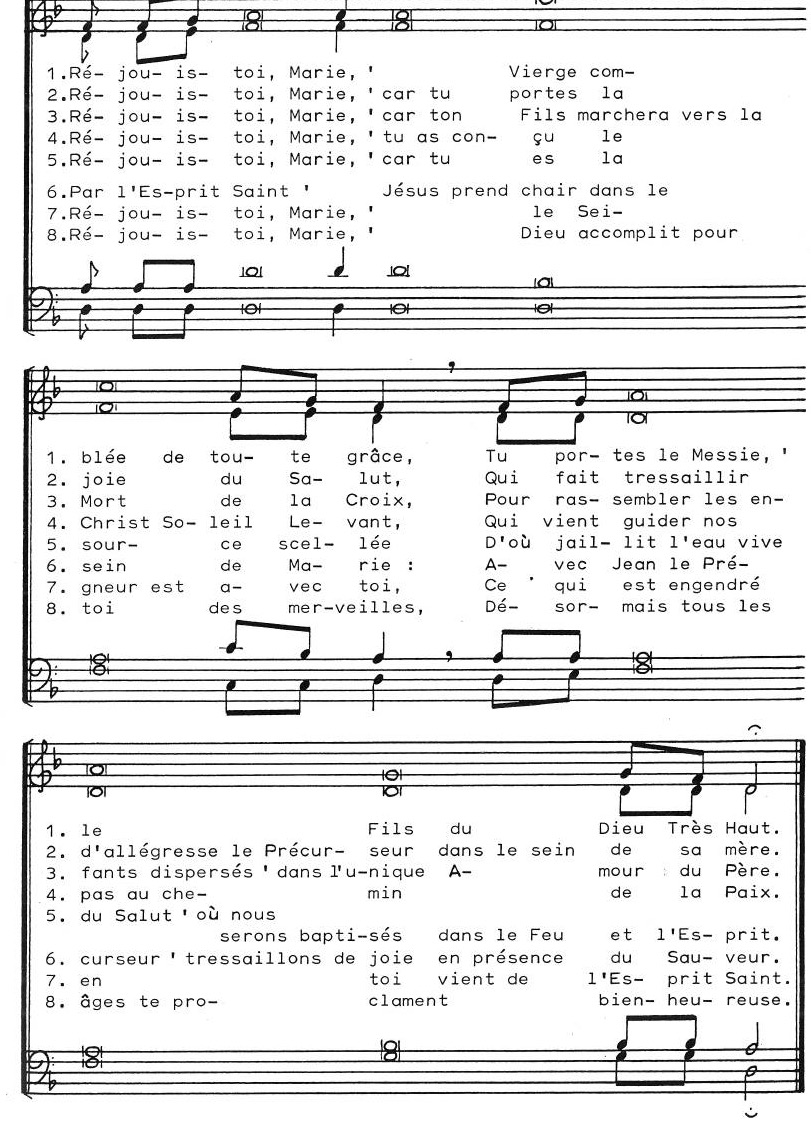 1.Ré- jou- is- toi, Marie, ' Vierge com-
2.Ré- jou- is- toi, Marie, ' car tu portes la
3.Ré- jou- is- toi, Marie, ' car ton Fils marchera vers la
4.Ré- jou- is- toi, Marie, ' tu as con- çu le
5.Ré- jou- is- toi, Marie, ' car tu es la
6.Par l'Es-prit Saint ' Jésus prend chair dans le
7.Ré- jou- is- toi, Marie, ' le Sei-
8.Ré- jou- is- toi, Marie, ' Dieu accomplit pour
1. blée de tou- te grâce, Tu por- tes le Messie, '
2. joie du Sa- lut, Qui fait tressaillir
3. Mort de la Croix, Pour ras- sembler les en-
4. Christ So- leil Le- vant, Qui vient guider nos
5. sour- ce scel- lée D'où jail- lit l'eau vive
6. sein de Ma- rie : A- vec Jean le Pré-
7. gneur est a- vec toi, Ce ' qui est engendré
8. toi des mer-veilles, Dé- sor- mais tous les
1. le Fils du Dieu Très Haut.
2. d'allégresse le Précur- seur dans le sein de sa mère.
3. fants dispersés ' dans l'u-nique A- mour du Père.
4. pas au che- min de la Paix.
5. du Salut ' où nous
serons bapti-sés dans le Feu et l'Es- prit.
6. curseur ' tressaillons de joie en présence du Sau- veur.
7. en toi vient de l'Es- prit Saint.
8. âges te pro- clament bien- heu- reuse.